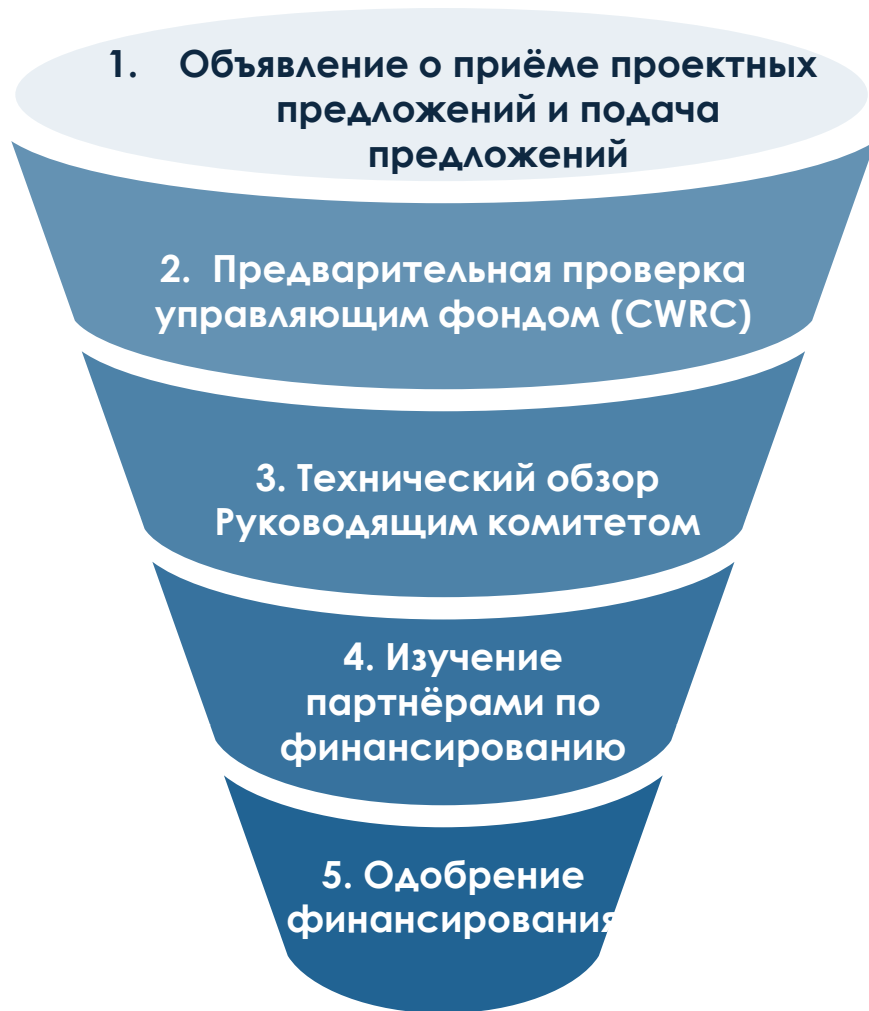 1. Объявление о приёме проектных
предложений и подача
предложений
2. Предварительная проверка
управляющим фондом (CWRC)
3. Технический обзор
Руководящим комитетом
4. Изучение
партнёрами по
финансированию
5. Одобрение
финансирования